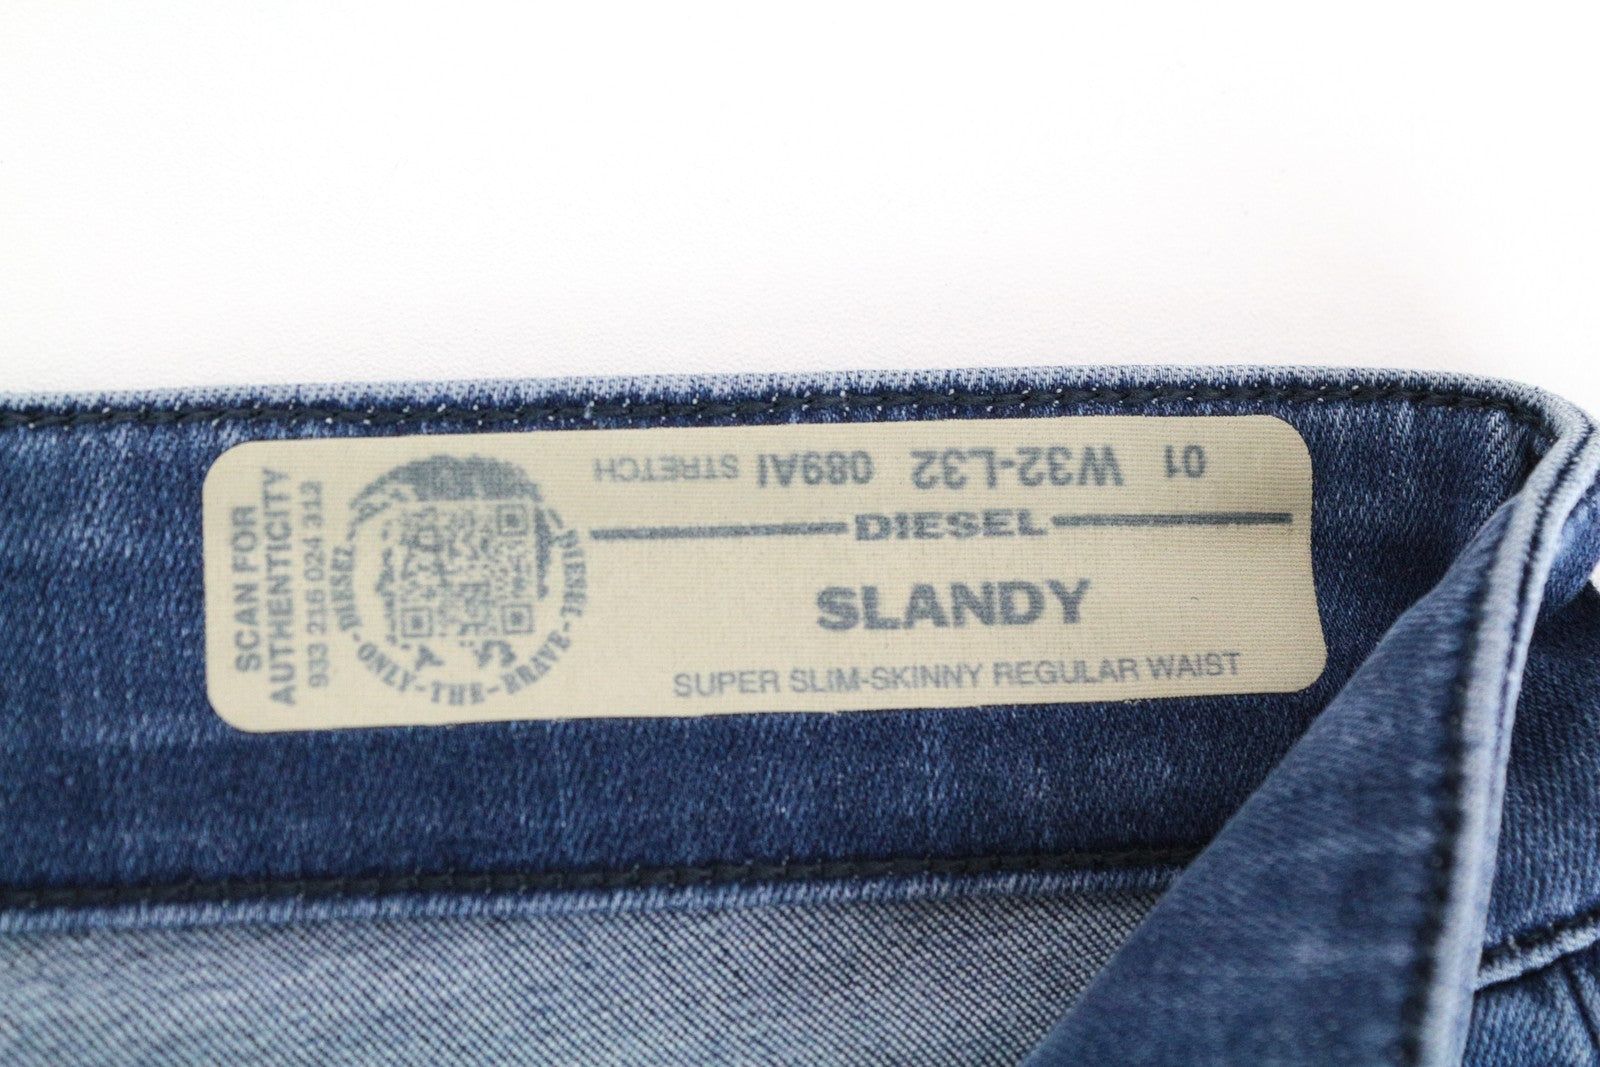 SCAN FOR
AUTHENTICITY
933 216 024 312
DIESEL
DIESEL - ONLY-THE-BRAVE -
01 W32-L32 089AI STRETCH
DIESEL
SLANDY
SUPER SLIM-SKINNY REGULAR WAIST